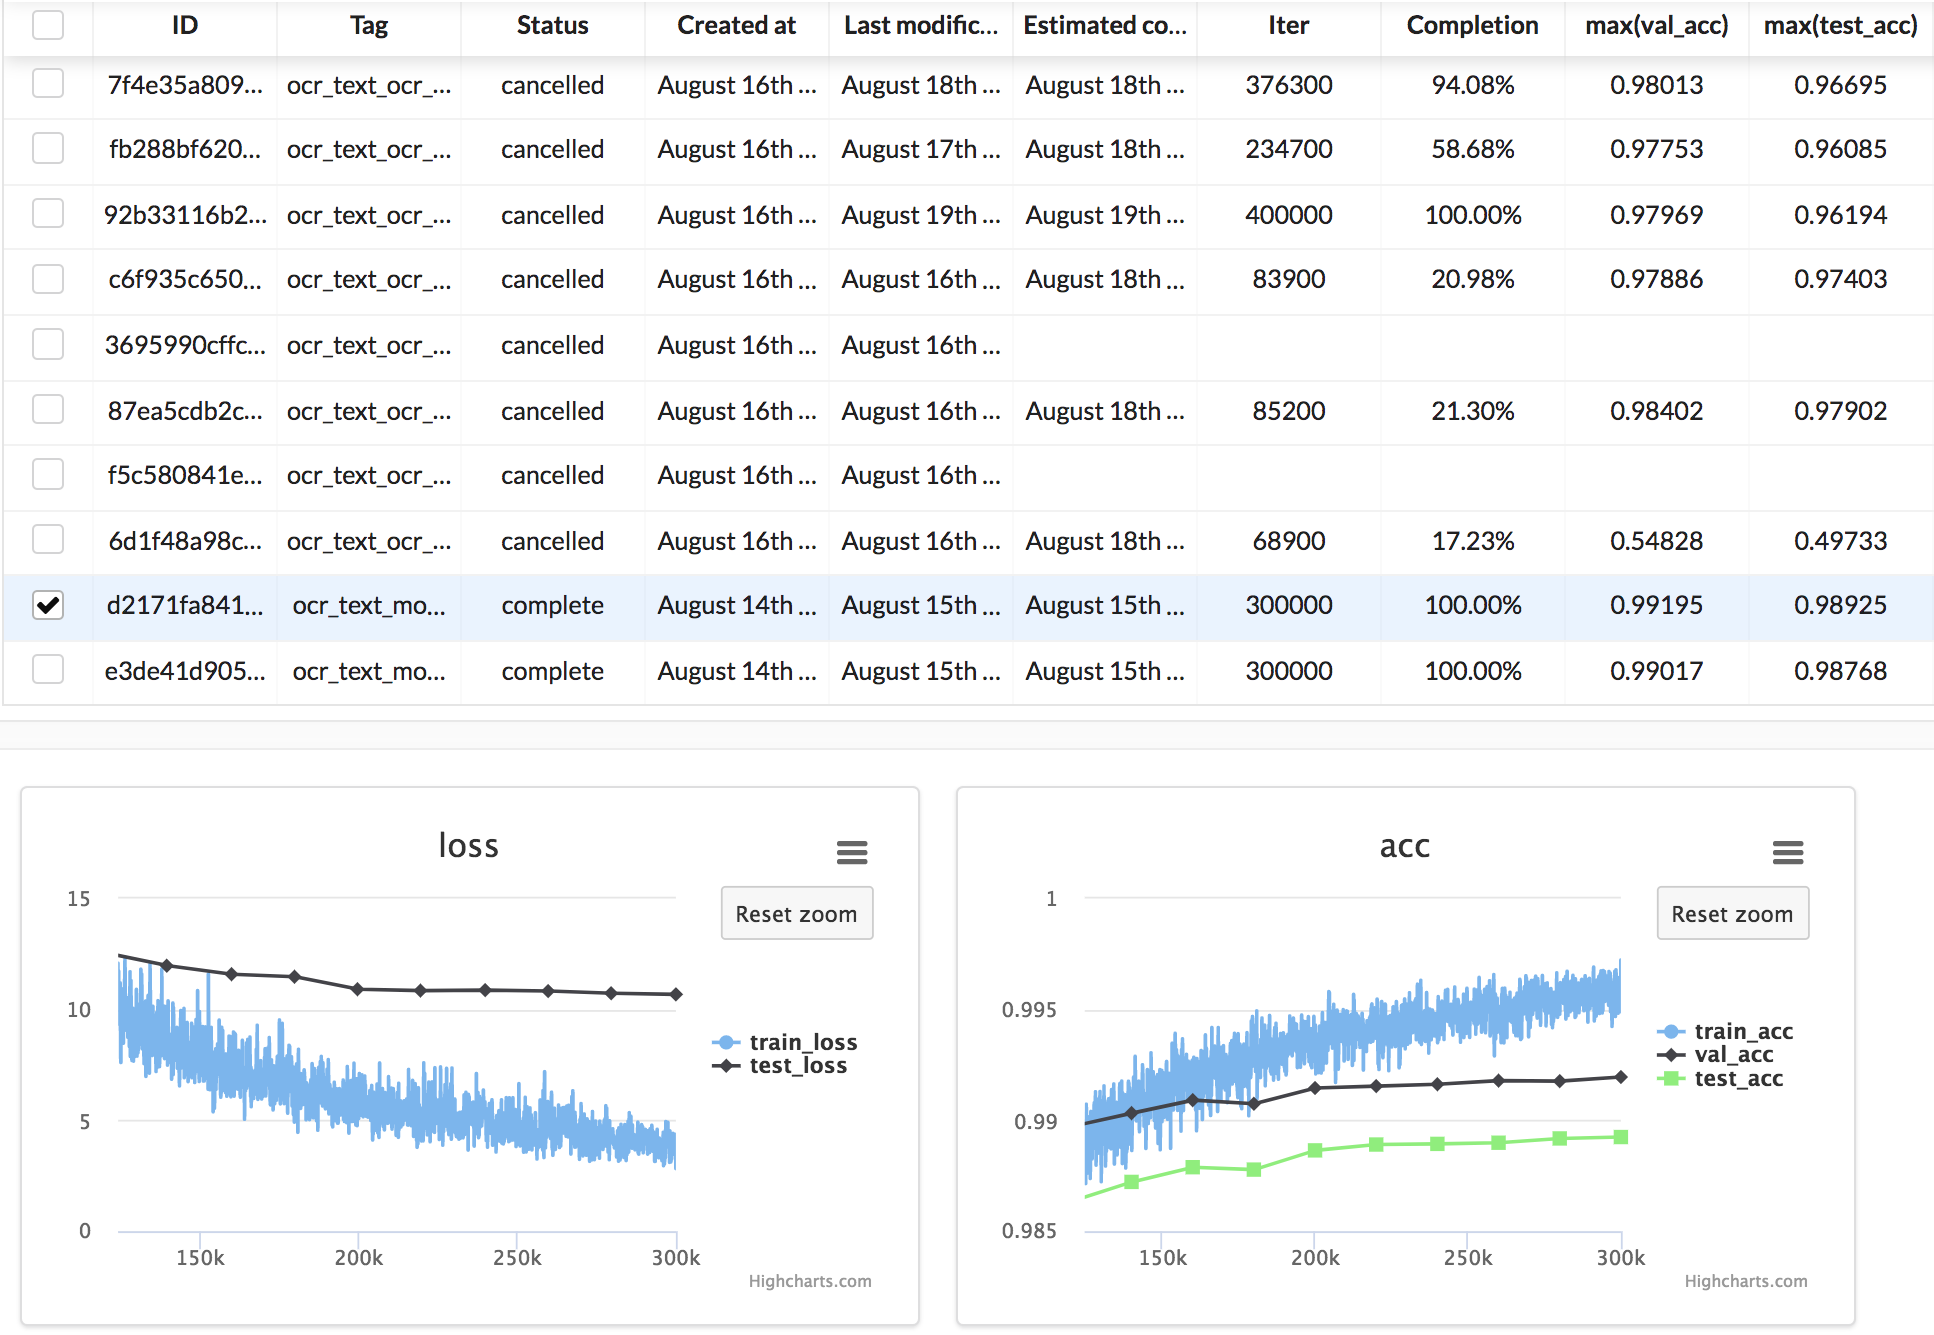 ID Tag Status Created at Last modific... Estimated co... Iter Completion max(val_acc) max(test_acc)
7f4e35a809... ocr_text_ocr_... cancelled August 16th ... August 18th ... August 18th ... 376300 94.08% 0.98013 0.96695
fb288bf620... ocr_text_ocr_... cancelled August 16th ... August 17th ... August 18th ... 234700 58.68% 0.97753 0.96085
92b33116b2... ocr_text_ocr_... cancelled August 16th ... August 19th ... August 19th ... 400000 100.00% 0.97969 0.96194
c6f935c650... ocr_text_ocr_... cancelled August 16th ... August 16th ... August 18th ... 83900 20.98% 0.97886 0.97403
3695990cffc... ocr_text_ocr_... cancelled August 16th ... August 16th ...
87ea5cdb2c... ocr_text_ocr_... cancelled August 16th ... August 16th ... August 18th ... 85200 21.30% 0.98402 0.97902
f5c580841e... ocr_text_ocr_... cancelled August 16th ... August 16th ...
6d1f48a98c... ocr_text_ocr_... cancelled August 16th ... August 16th ... August 18th ... 68900 17.23% 0.54828 0.49733
d2171fa841... ocr_text_mo... complete August 14th ... August 15th ... August 15th ... 300000 100.00% 0.99195 0.98925
e3de41d905... ocr_text_mo... complete August 14th ... August 15th ... August 15th ... 300000 100.00% 0.99017 0.98768
loss
Reset zoom
15
10
5
0
train_loss
test_loss
150k 200k 250k 300k
Highcharts.com
acc
Reset zoom
1
0.995
0.99
0.985
train_acc
val_acc
test_acc
150k 200k 250k 300k
Highcharts.com